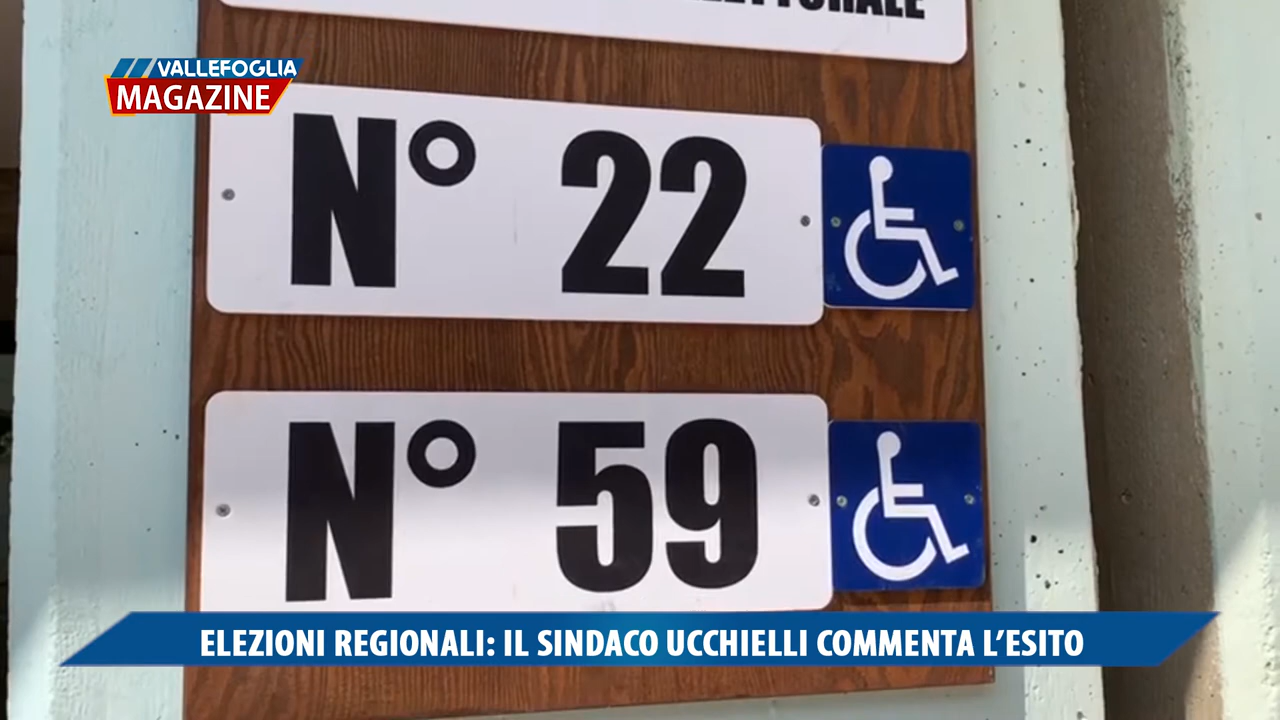 VALLEFOGLIA
MAGAZINE
N° 22
N° 59
ELEZIONI REGIONALI: IL SINDACO UCCHIELLI COMMENTA L'ESITO